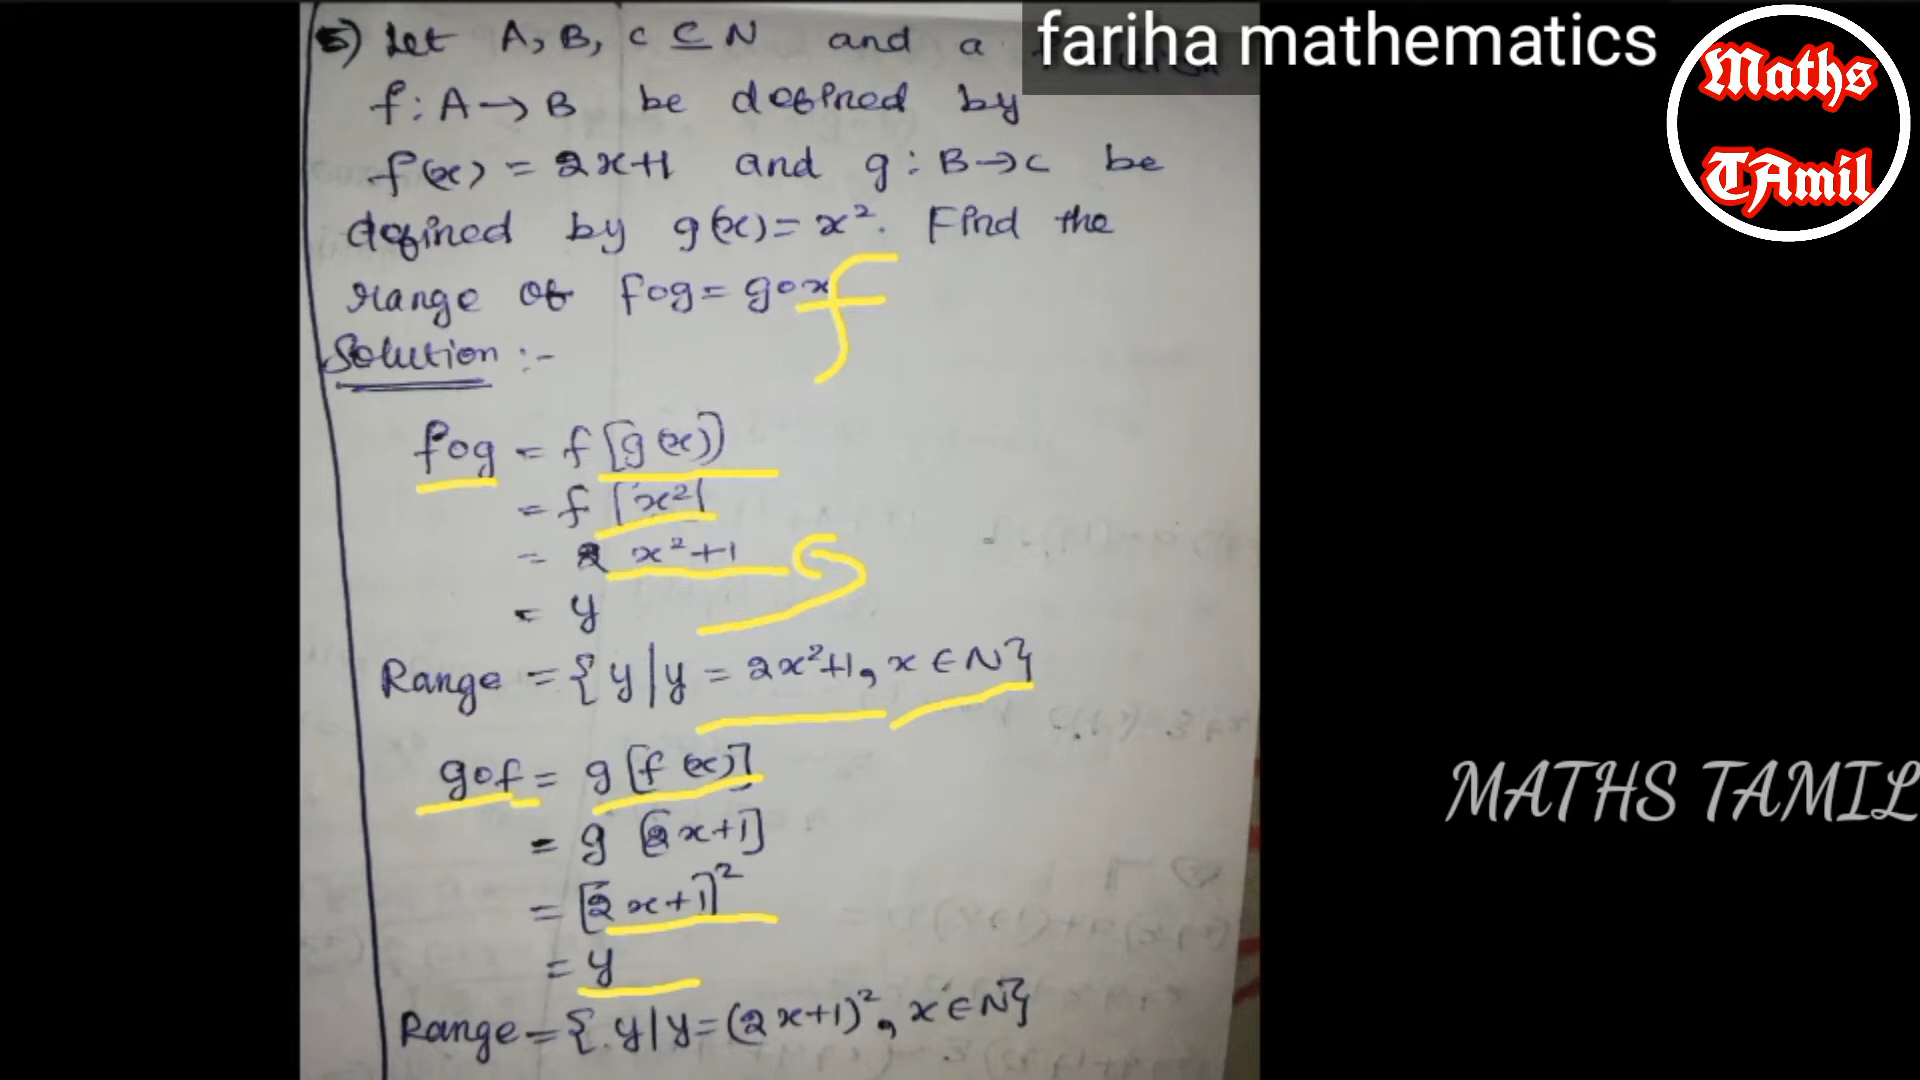 5) Let A, B, C ⊆ N and a
f: A → B be defined by
f(x) = 2x+1 and g: B→C be
defined by g(x) = x². Find the
range of fog = gof
Solution :-
fog = f[g(x)]
= f[x²]
= 2x²+1
= y
Range = {y|y = 2x²+1, x ∈ N}
gof = g[f(x)]
= g[2x+1]
= [2x+1]²
= y
Range = {y|y = (2x+1)², x ∈ N}
fariha mathematics
Maths
TAmil
MATHS TAMIL